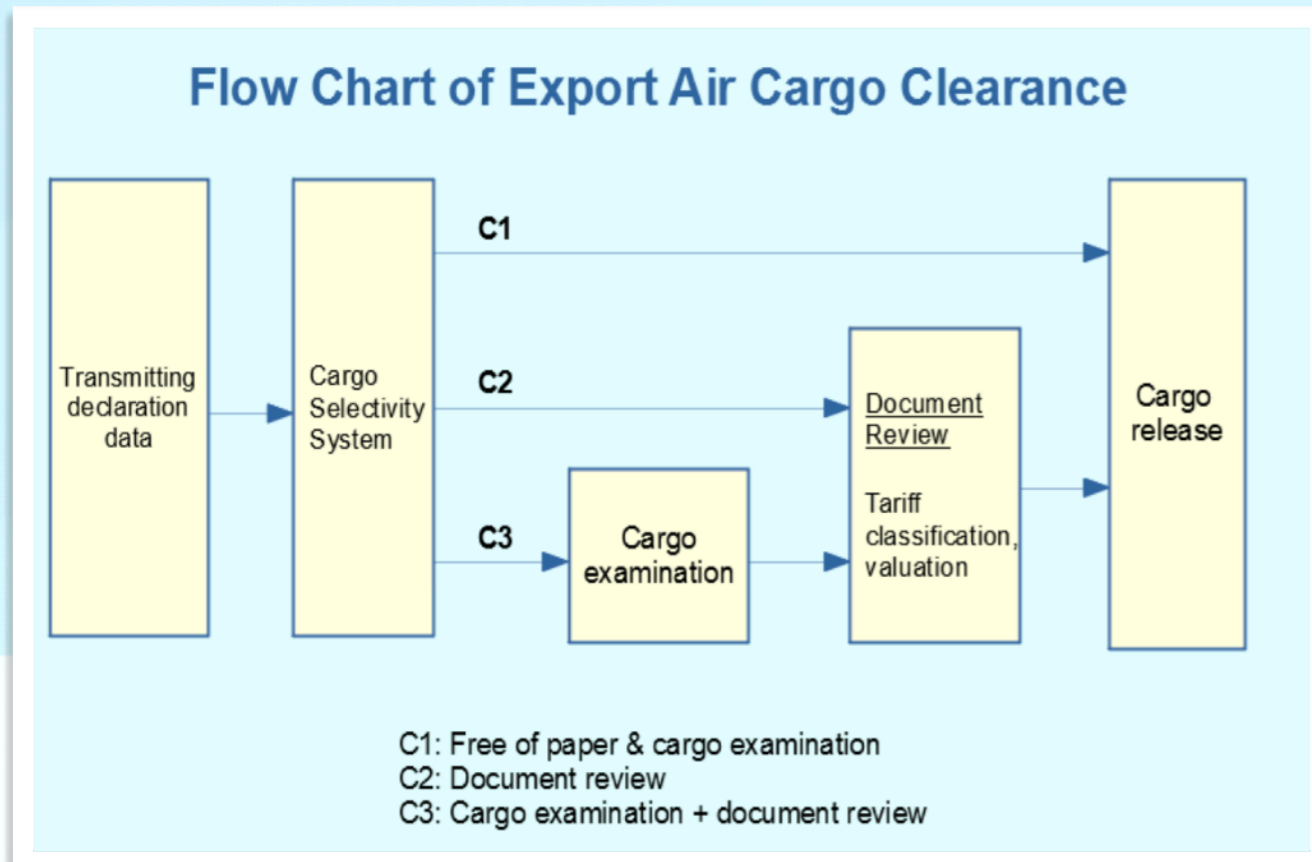 Flow Chart of Export Air Cargo Clearance
Transmitting
declaration
data
Cargo
Selectivity
System
C1
C2
C3
Cargo
examination
Document
Review
Tariff
classification,
valuation
Cargo
release
C1: Free of paper & cargo examination
C2: Document review
C3: Cargo examination + document review